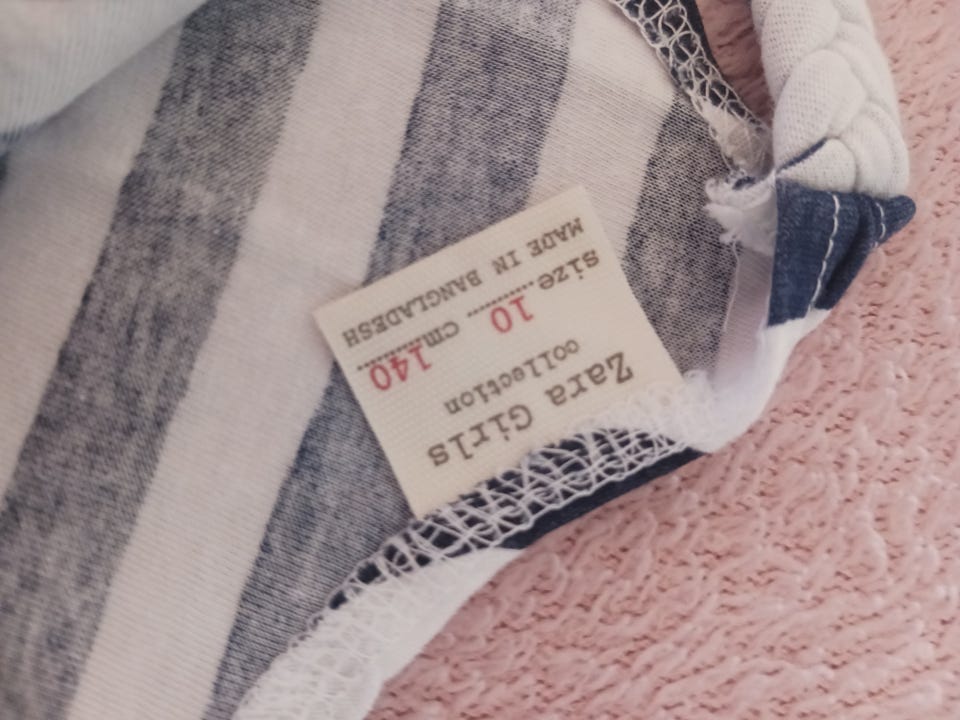 Zara Girls
collection
size... 10 ... cm... 140 ...
MADE IN BANGLADESH